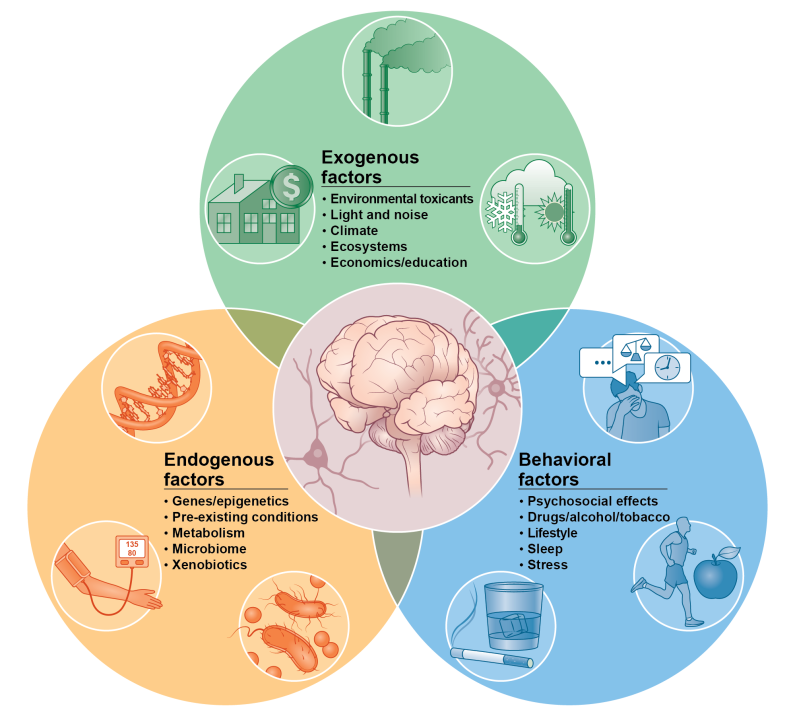 Exogenous
factors
• Environmental toxicants
• Light and noise
• Climate
• Ecosystems
• Economics/education
$
Endogenous
factors
• Genes/epigenetics
• Pre-existing conditions
• Metabolism
• Microbiome
• Xenobiotics
135
80
Behavioral
factors
• Psychosocial effects
• Drugs/alcohol/tobacco
• Lifestyle
• Sleep
• Stress